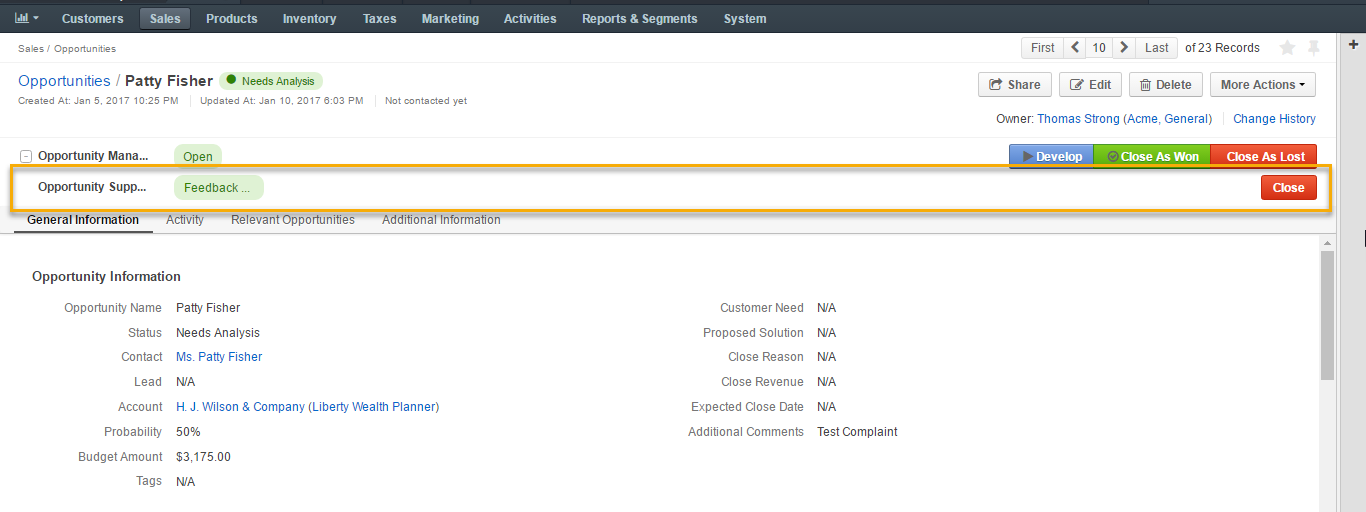 Customers Sales Products Inventory Taxes Marketing Activities Reports & Segments System
Sales / Opportunities
First 10 Last of 23 Records
Opportunities / Patty Fisher Needs Analysis
Share Edit Delete More Actions
Created At: Jan 5, 2017 10:25 PM Updated At: Jan 10, 2017 6:03 PM Not contacted yet
Owner: Thomas Strong (Acme, General) Change History
Opportunity Mana... Open Develop Close As Won Close As Lost
Opportunity Supp... Feedback ... Close
General Information Activity Relevant Opportunities Additional Information
Opportunity Information
Opportunity Name Patty Fisher Customer Need N/A
Status Needs Analysis Proposed Solution N/A
Contact Ms. Patty Fisher Close Reason N/A
Lead N/A Close Revenue N/A
Account H. J. Wilson & Company (Liberty Wealth Planner) Expected Close Date N/A
Probability 50% Additional Comments Test Complaint
Budget Amount $3,175.00
Tags N/A